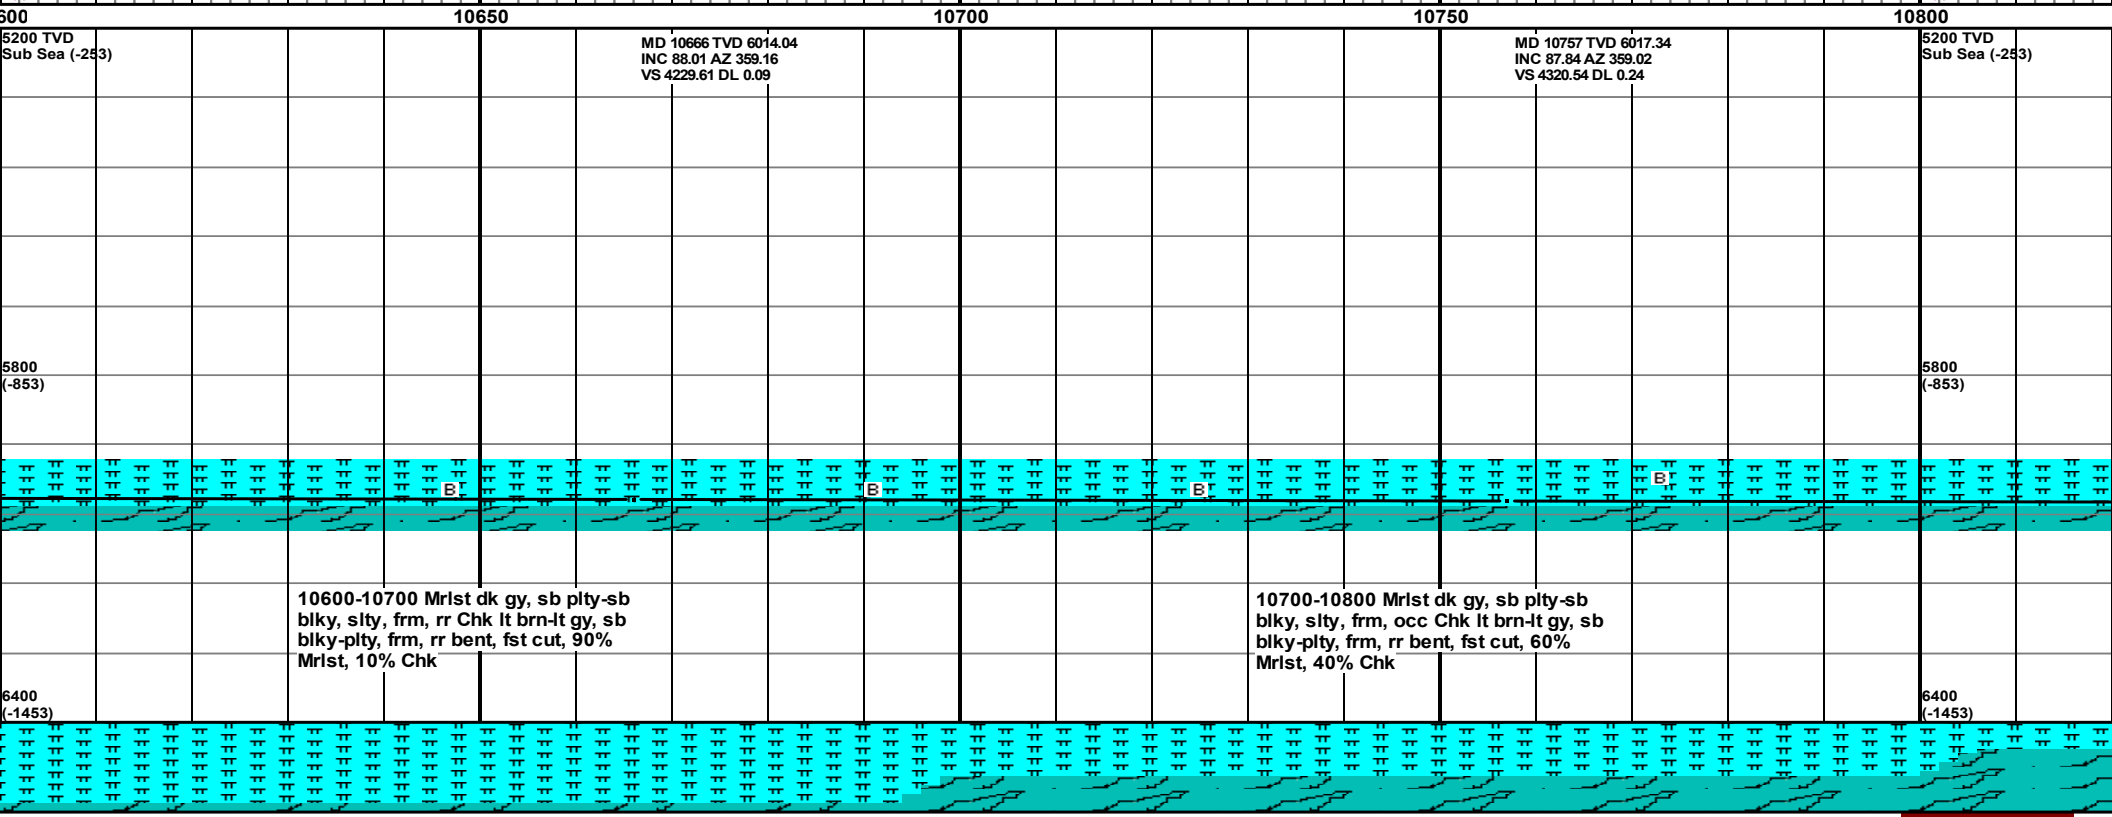 600 10650 10700 10750 10800
5200 TVD
Sub Sea (-253)
MD 10666 TVD 6014.04
INC 88.01 AZ 359.16
VS 4229.61 DL 0.09
MD 10757 TVD 6017.34
INC 87.84 AZ 359.02
VS 4320.54 DL 0.24
5200 TVD
Sub Sea (-253)
5800
(-853)
5800
(-853)
B B B B
10600-10700 Mrlst dk gy, sb plty-sb
blky, slty, frm, rr Chk lt brn-lt gy, sb
blky-plty, frm, rr bent, fst cut, 90%
Mrlst, 10% Chk
10700-10800 Mrlst dk gy, sb plty-sb
blky, slty, frm, occ Chk lt brn-lt gy, sb
blky-plty, frm, rr bent, fst cut, 60%
Mrlst, 40% Chk
6400
(-1453)
6400
(-1453)